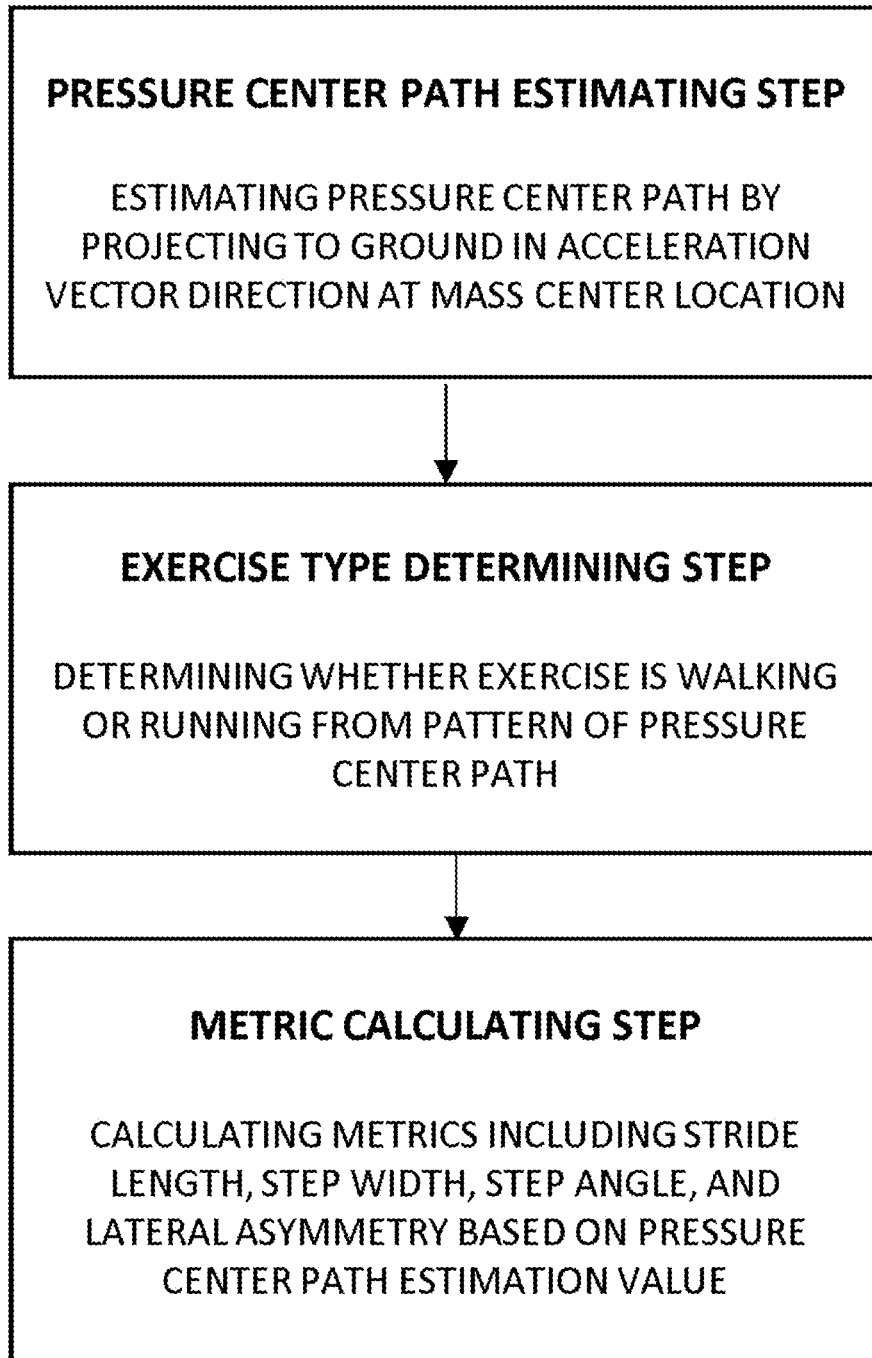 PRESSURE CENTER PATH ESTIMATING STEP
ESTIMATING PRESSURE CENTER PATH BY
PROJECTING TO GROUND IN ACCELERATION
VECTOR DIRECTION AT MASS CENTER LOCATION
EXERCISE TYPE DETERMINING STEP
DETERMINING WHETHER EXERCISE IS WALKING
OR RUNNING FROM PATTERN OF PRESSURE
CENTER PATH
METRIC CALCULATING STEP
CALCULATING METRICS INCLUDING STRIDE
LENGTH, STEP WIDTH, STEP ANGLE, AND
LATERAL ASYMMETRY BASED ON PRESSURE
CENTER PATH ESTIMATION VALUE